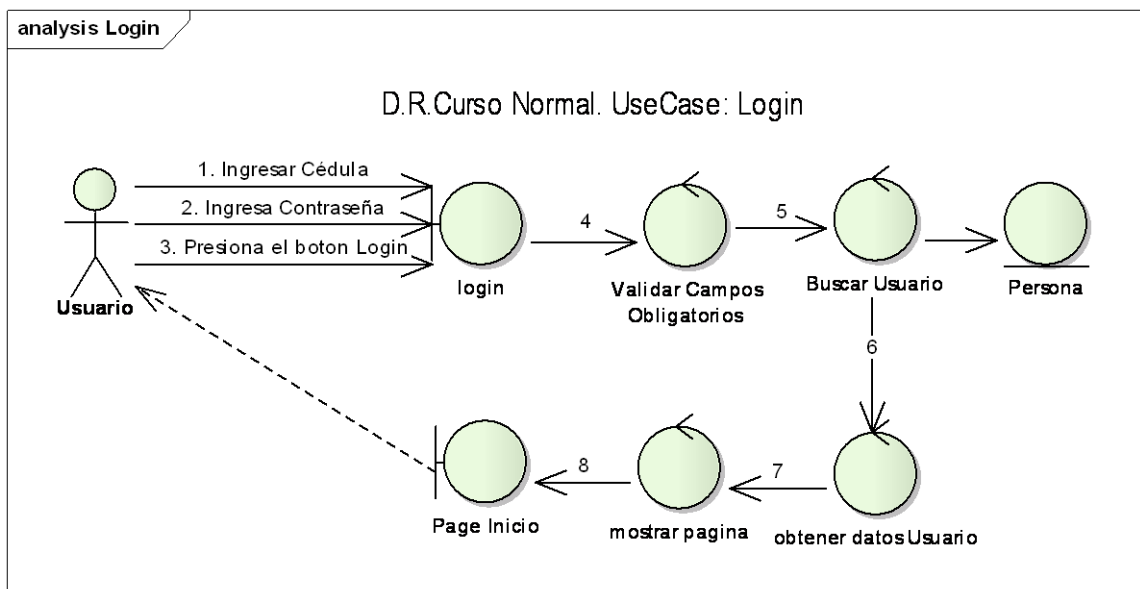 analysis Login
D.R.Curso Normal. UseCase: Login
1. Ingresar Cédula
2. Ingresa Contraseña
3. Presiona el boton Login
Usuario
login
4
Validar Campos
Obligatorios
5
Buscar Usuario
Persona
6
obtener datos Usuario
7
mostrar pagina
8
Page Inicio